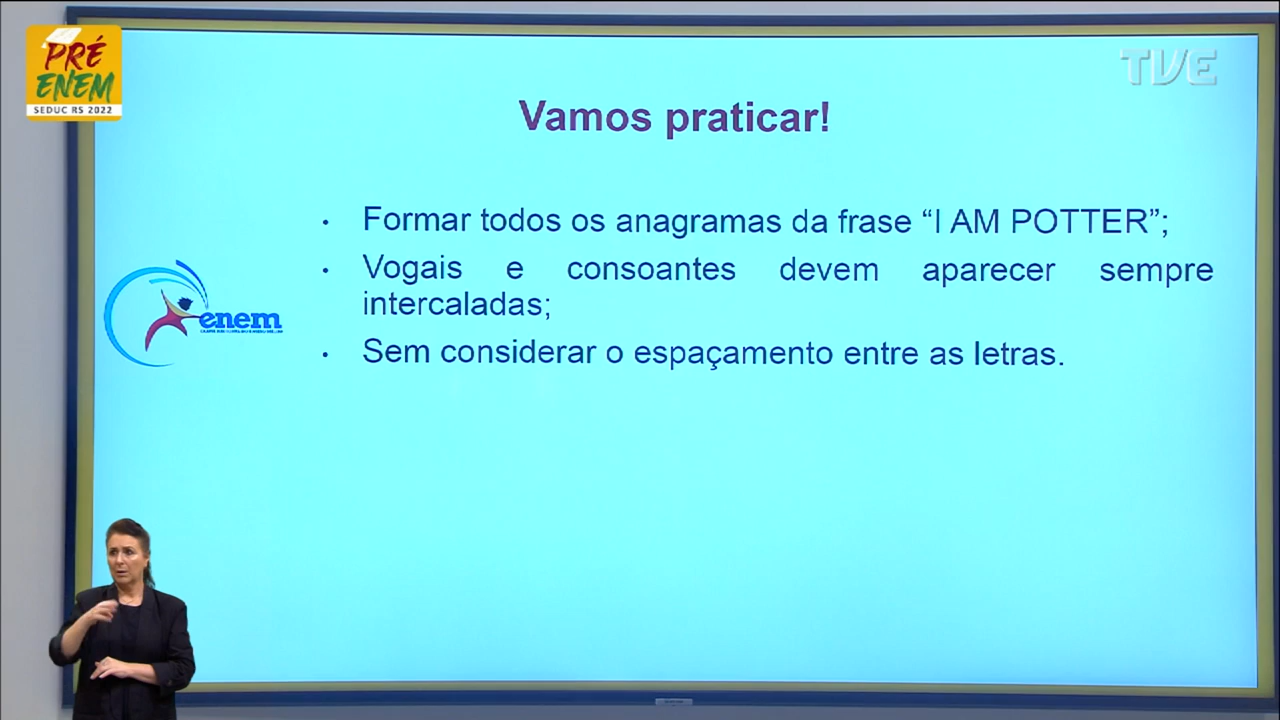 PRÉ
ENEM
SEDUC RS 2022
TVE
Vamos praticar!
• Formar todos os anagramas da frase “I AM POTTER”;
• Vogais e consoantes devem aparecer sempre
intercaladas;
enem
• Sem considerar o espaçamento entre as letras.